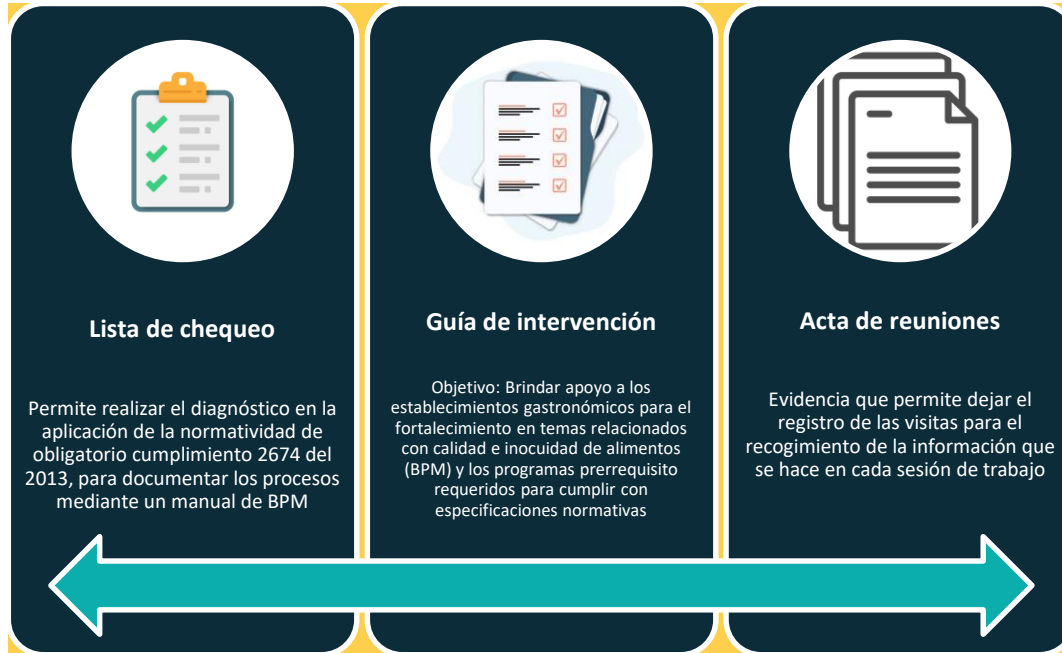 Lista de chequeo
Permite realizar el diagnóstico en la
aplicación de la normatividad de
obligatorio cumplimiento 2674 del
2013, para documentar los procesos
mediante un manual de BPM
Guía de intervención
Objetivo: Brindar apoyo a los
establecimientos gastronómicos para el
fortalecimiento en temas relacionados
con calidad e inocuidad de alimentos
(BPM) y los programas prerrequisito
requeridos para cumplir con
especificaciones normativas
Acta de reuniones
Evidencia que permite dejar el
registro de las visitas para el
recogimiento de la información que
se hace en cada sesión de trabajo